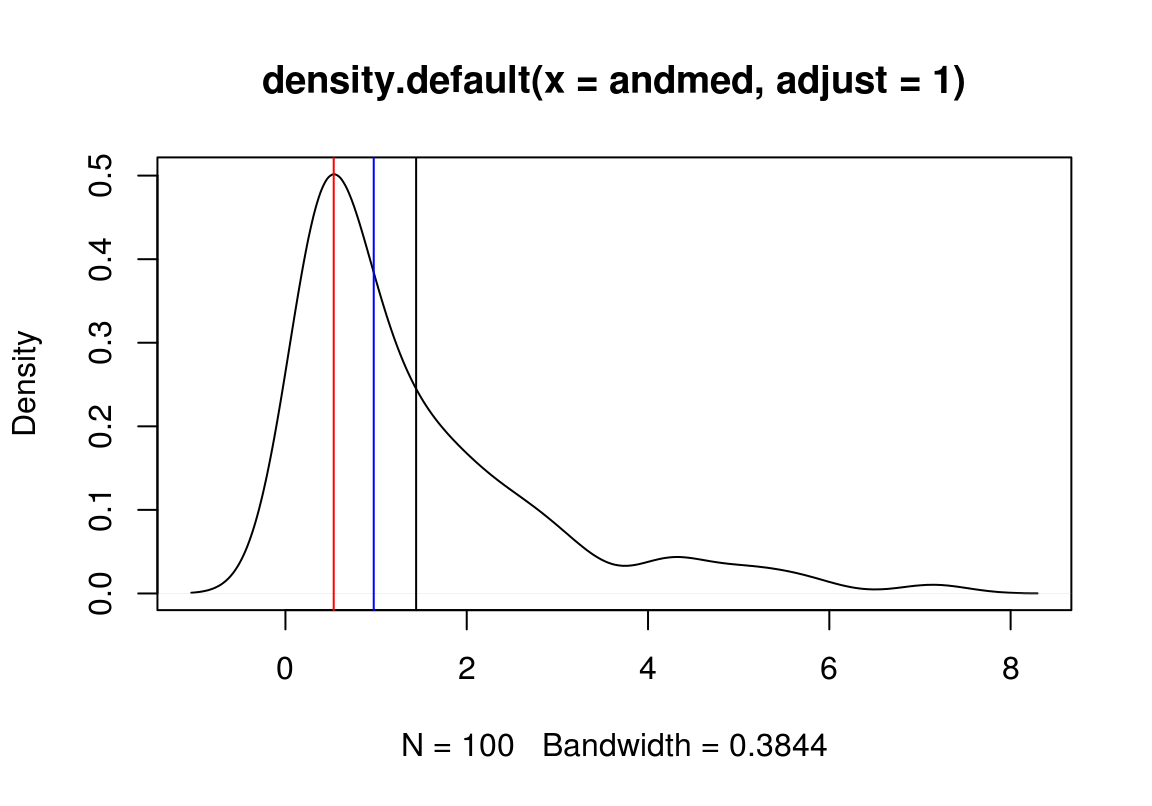 density.default(x = andmed, adjust = 1)
Density
0.5
0.4
0.3
0.2
0.1
0.0
0 2 4 6 8
N = 100 Bandwidth = 0.3844